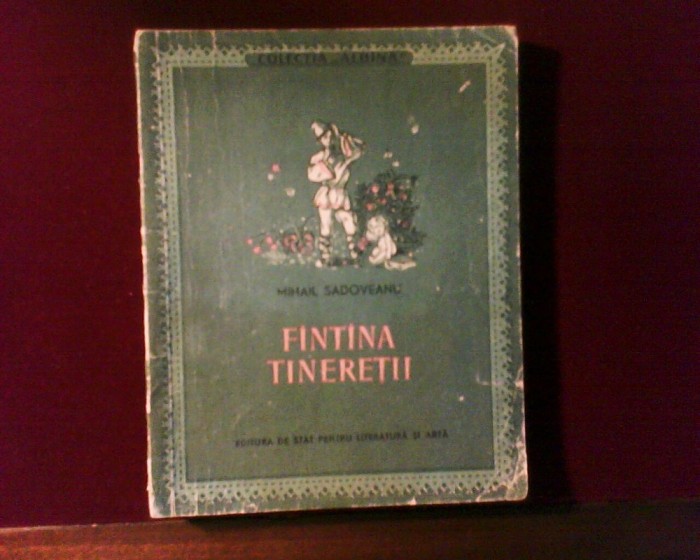 COLECȚIA „ALBINA"
MIHAIL SADOVEANU
FÎNTÎNA
TINEREȚII
EDITURA DE STAT PENTRU LITERATURĂ ȘI ARTĂ